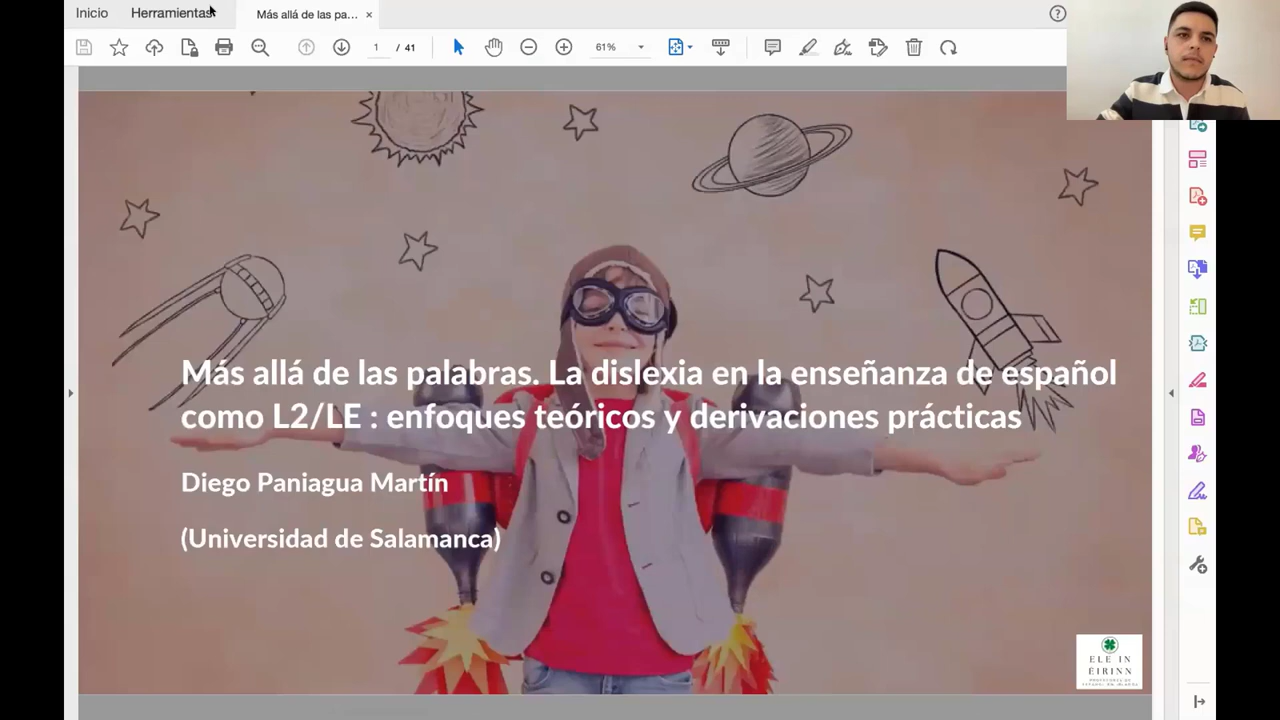 Inicio
Herramientas
Más allá de las pa...
1 / 41
61%
Más allá de las palabras. La dislexia en la enseñanza de español
como L2/LE : enfoques teóricos y derivaciones prácticas
Diego Paniagua Martín
(Universidad de Salamanca)
ELE IN
ÉIRINN